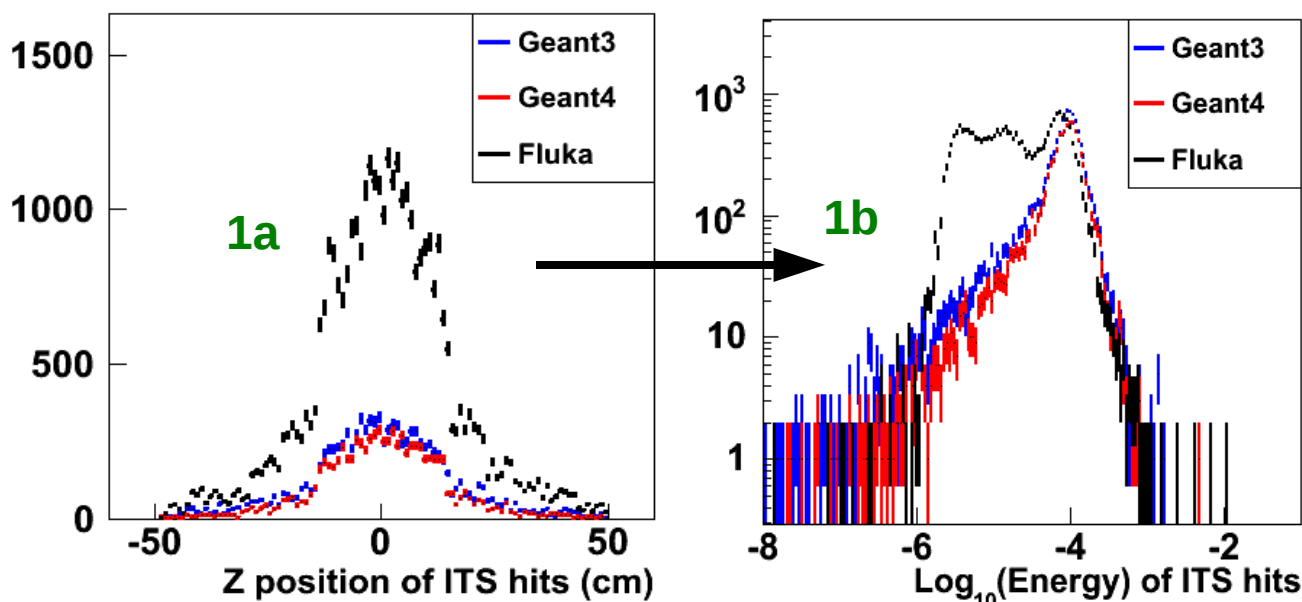 1500
1000
500
0
-50
0
50
Z position of ITS hits (cm)
Geant3
Geant4
Fluka
1a
10³
10²
10
1
-8
-6
-4
-2
Log₁₀(Energy) of ITS hits
Geant3
Geant4
Fluka
1b